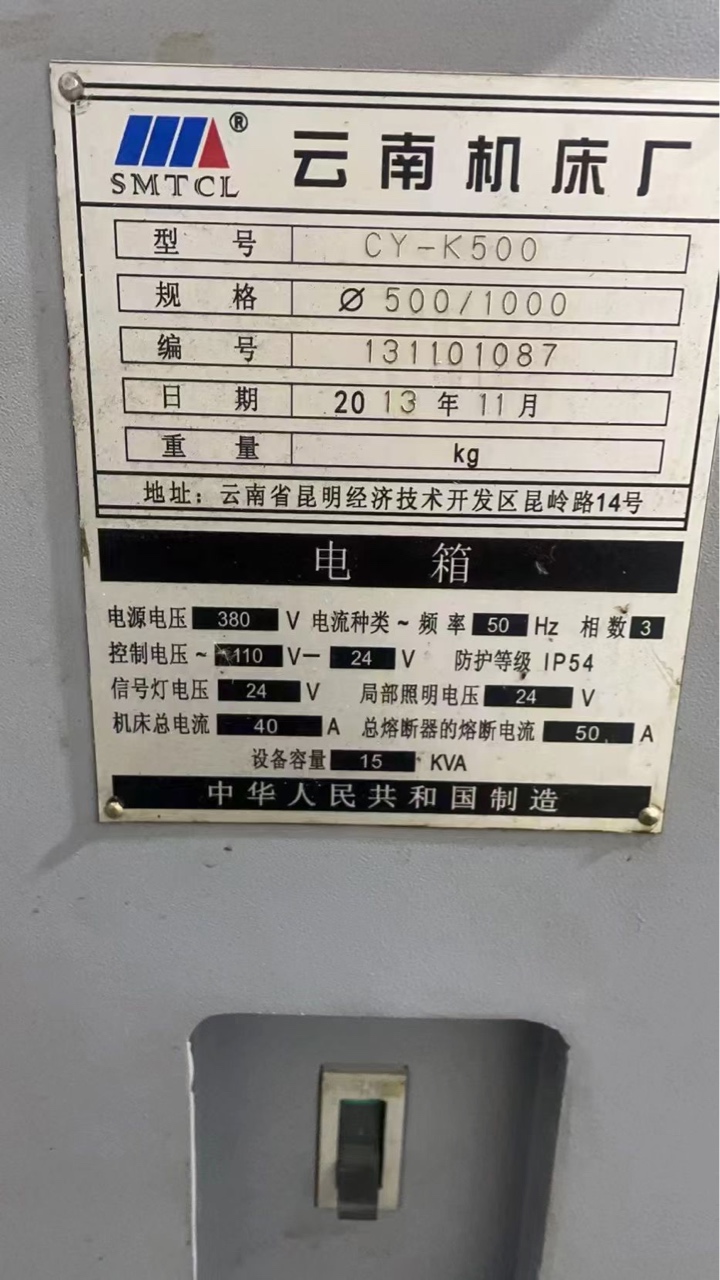 SMTCL ® 云南机床厂
型号 CY-K500
规格 Ø 500/1000
编号 131101087
日期 2013年11月
重量 kg
地址：云南省昆明经济技术开发区昆岭路14号
电箱
电源电压 380 V 电流种类 ~ 频率 50 Hz 相数 3
控制电压 ~ 110 V— 24 V 防护等级 IP54
信号灯电压 24 V 局部照明电压 24 V
机床总电流 40 A 总熔断器的熔断电流 50 A
设备容量 15 KVA
中华人民共和国制造